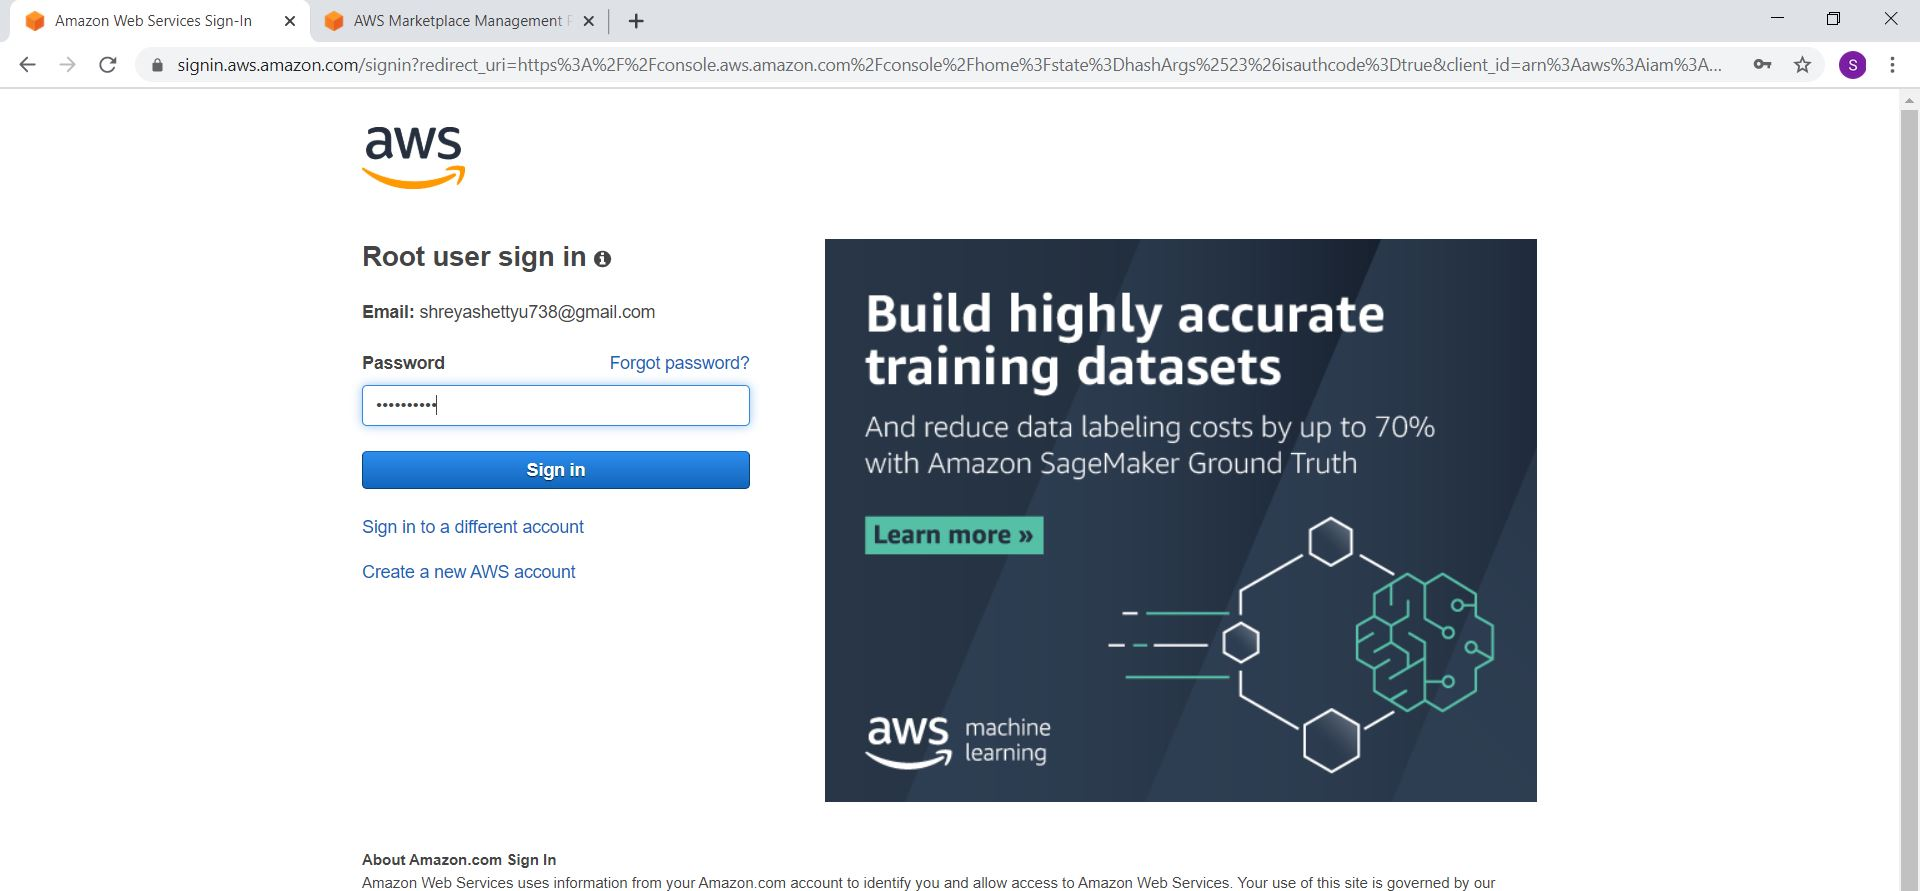 Amazon Web Services Sign-In
AWS Marketplace Management
signin.aws.amazon.com/signin?redirect_uri=https%3A%2F%2Fconsole.aws.amazon.com%2Fconsole%2Fhome%3Fstate%3DhashArgs%2523%26isauthcode%3Dtrue&client_id=arn%3Aaws%3Aiam%3A...
S
aws
Root user sign in
Email: shreyashettyu738@gmail.com
Password Forgot password?
Sign in
Sign in to a different account
Create a new AWS account
Build highly accurate
training datasets
And reduce data labeling costs by up to 70%
with Amazon SageMaker Ground Truth
Learn more »
aws machine
learning
About Amazon.com Sign In
Amazon Web Services uses information from your Amazon.com account to identify you and allow access to Amazon Web Services. Your use of this site is governed by our